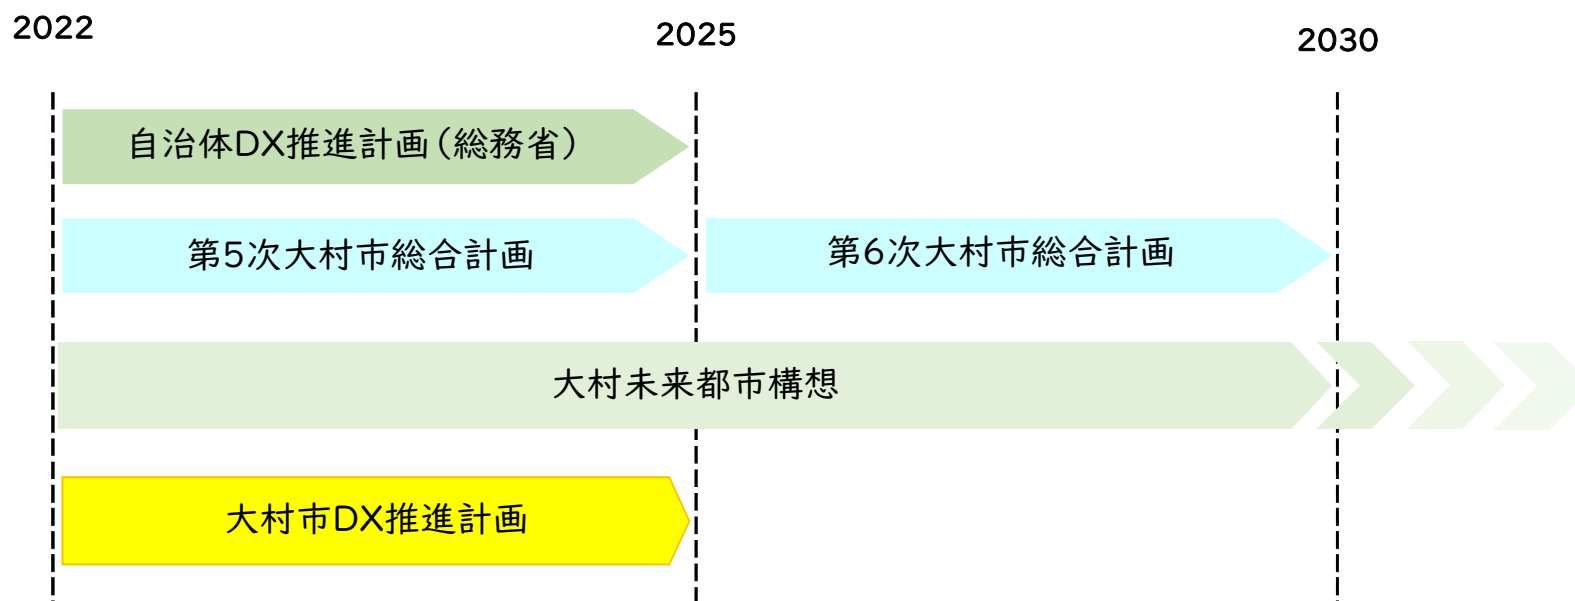 2022
2025
2030
自治体DX推進計画（総務省）
第5次大村市総合計画
第6次大村市総合計画
大村未来都市構想
大村市DX推進計画